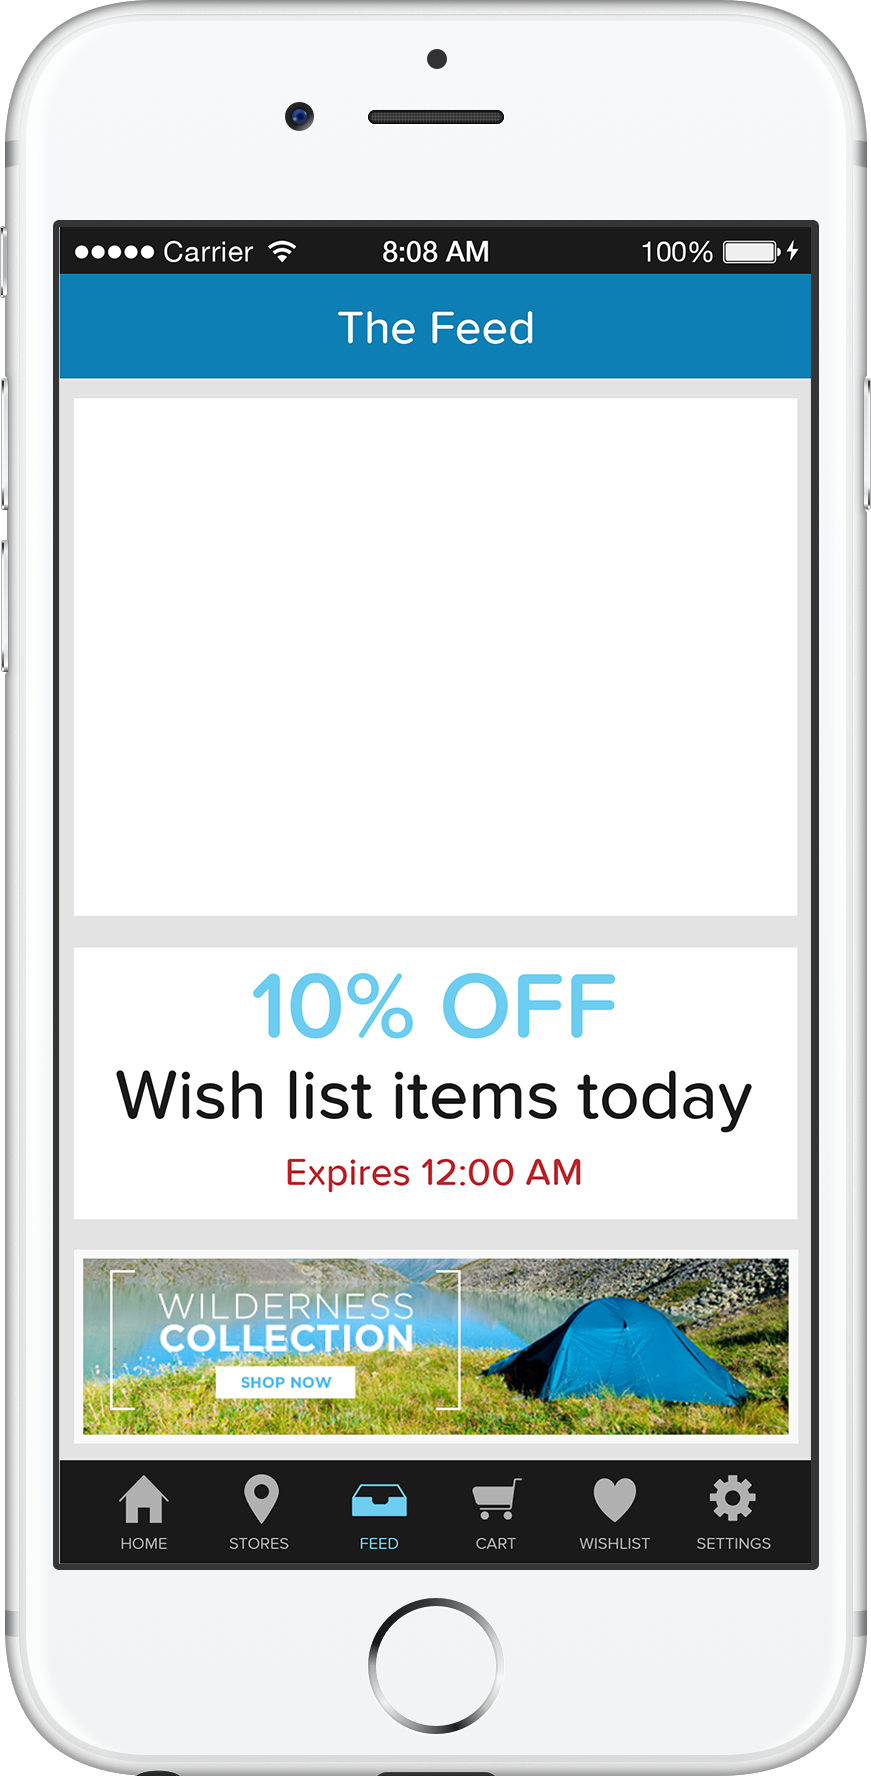 Carrier 8:08 AM 100%
The Feed
10% OFF
Wish list items today
Expires 12:00 AM
WILDERNESS
COLLECTION
SHOP NOW
HOME STORES FEED CART WISHLIST SETTINGS